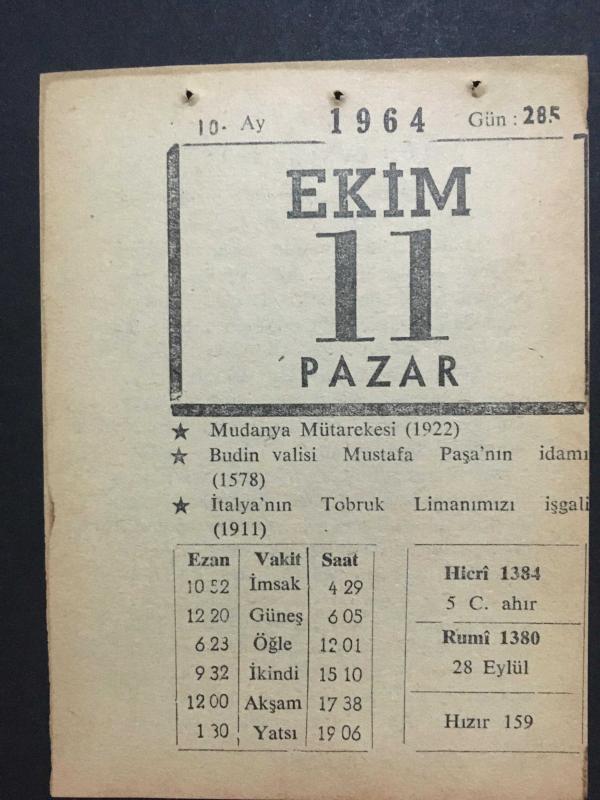 10. Ay 1964 Gün : 285
EKİM
11
PAZAR
★ Mudanya Mütarekesi (1922)
★ Budin valisi Mustafa Paşa'nın idamı
(1578)
★ İtalya'nın Tobruk Limanımızı işgali
(1911)
Ezan Vakit Saat
10 52 İmsak 4 29
12 20 Güneş 6 05
6 23 Öğle 12 01
9 32 İkindi 15 10
12 00 Akşam 17 38
1 30 Yatsı 19 06
Hicrî 1384
5 C. ahır
Rumî 1380
28 Eylül
Hızır 159